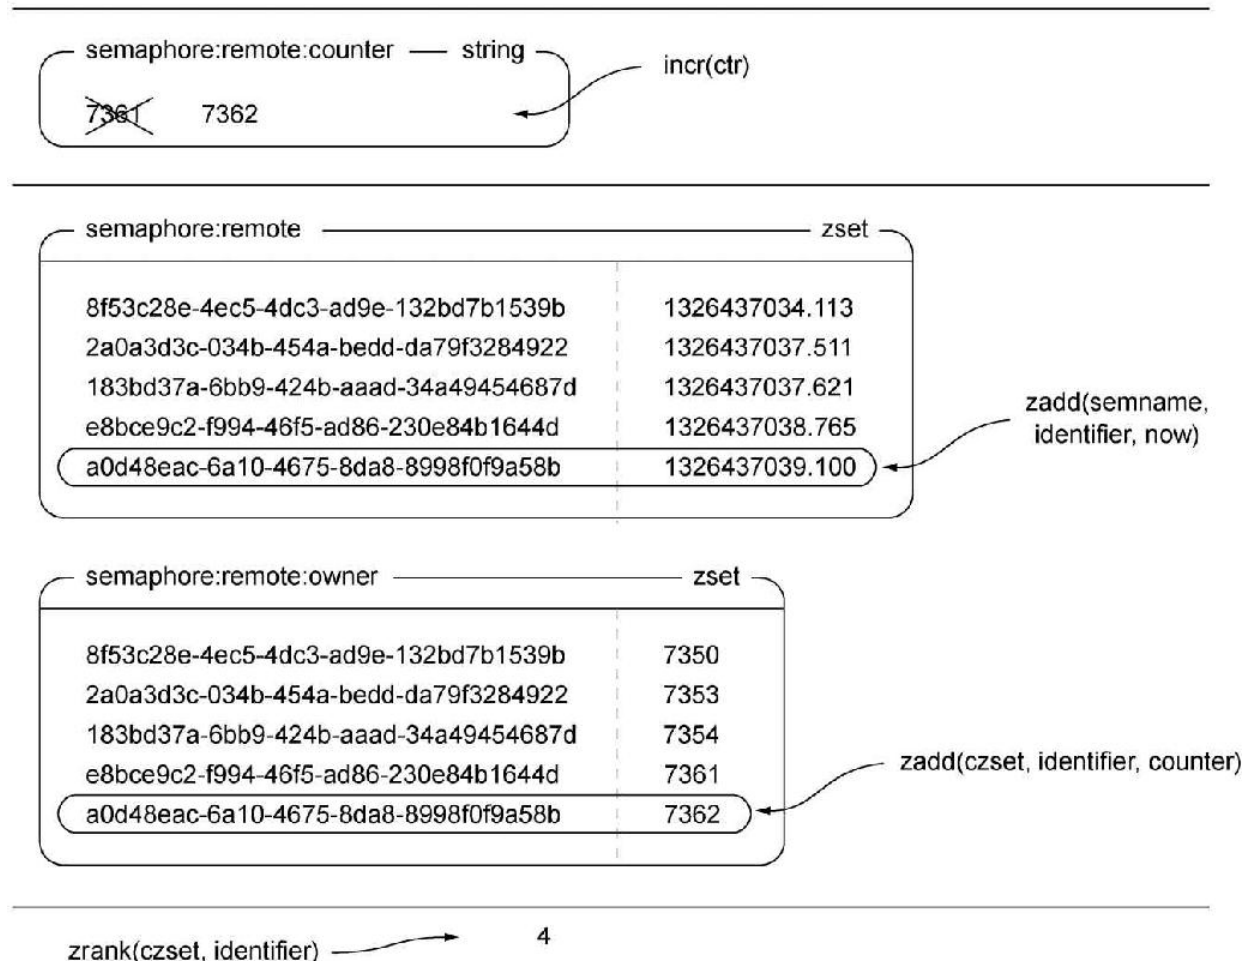 semaphore:remote:counter string
incr(ctr)
7361 7362
semaphore:remote zset
8f53c28e-4ec5-4dc3-ad9e-132bd7b1539b 1326437034.113
2a0a3d3c-034b-454a-bedd-da79f3284922 1326437037.511
183bd37a-6bb9-424b-aaad-34a49454687d 1326437037.621
e8bce9c2-f994-46f5-ad86-230e84b1644d 1326437038.765
a0d48eac-6a10-4675-8da8-8998f0f9a58b 1326437039.100
zadd(semname,
identifier, now)
semaphore:remote:owner zset
8f53c28e-4ec5-4dc3-ad9e-132bd7b1539b 7350
2a0a3d3c-034b-454a-bedd-da79f3284922 7353
183bd37a-6bb9-424b-aaad-34a49454687d 7354
e8bce9c2-f994-46f5-ad86-230e84b1644d 7361
a0d48eac-6a10-4675-8da8-8998f0f9a58b 7362
zadd(czset, identifier, counter)
zrank(czset, identifier) 4